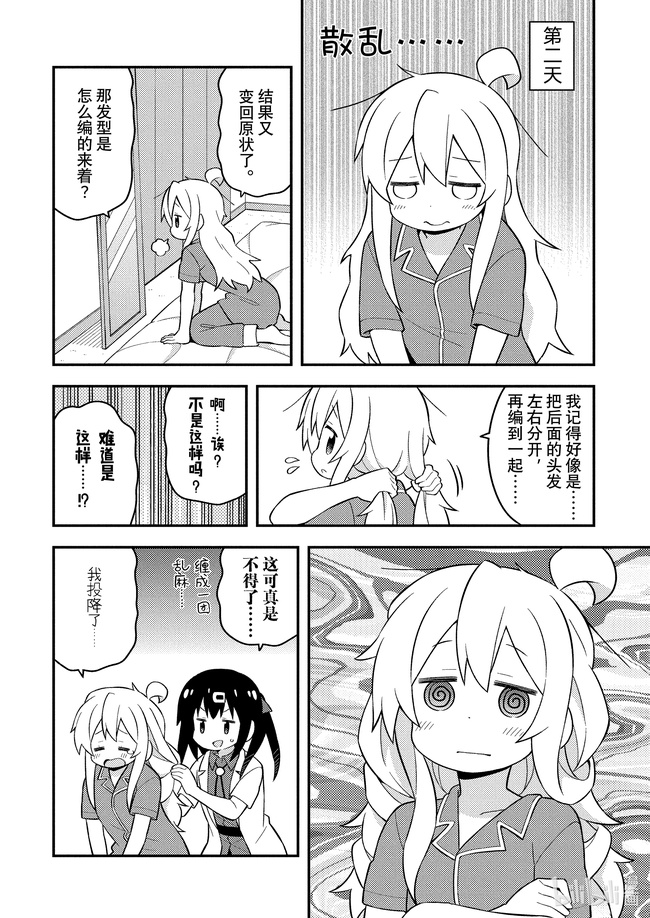 第二天
散乱……
结果又
变回原状了。
那发型是
怎么编的来着？
我记得好像是……
把后面的头发
左右分开，
再编到一起……
啊……诶？
不是这样吗？
难道是
这样……!?
这可真是
不得了……
缠成一团
乱麻……
我投降了……